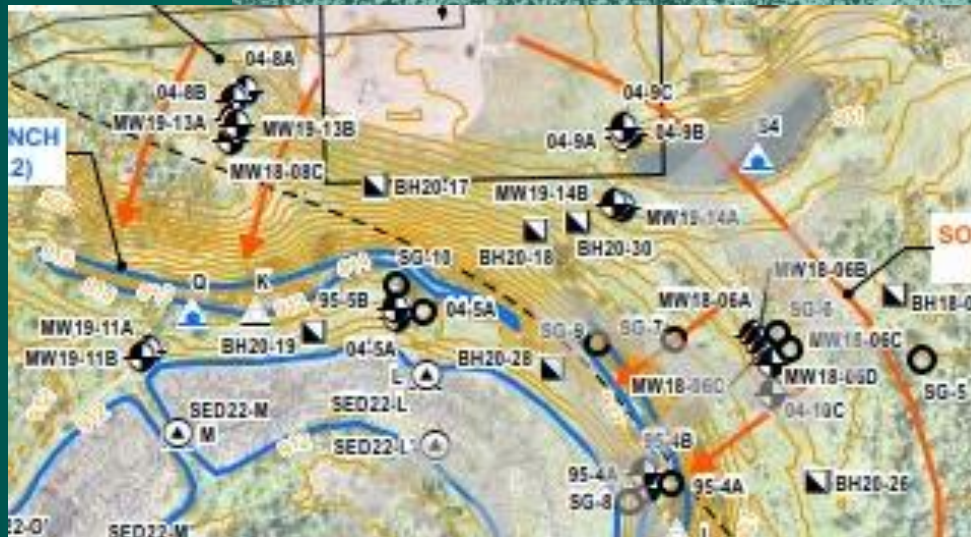 04-8A
04-8B
04-9C
MW19-13A
MW19-13B
04-9A
04-9B
S4
NCH
2)
MW18-08C
BH20-17
MW19-14B
MW19-14A
SO
BH20-18
BH20-30
SG-10
MW18-06B
Q
K
95-5B
04-5A
MW18-06A
SG-6
BH18-0
MW19-11A
SG-9
SG-7
MW18-06C
MW19-11B
BH20-19
04-5A
BH20-28
L
MW18-06C
MW18-06D
SG-5
SED22-M
SED22-L
04-10C
M
SED22-L'
95-4B
95-4A
95-4A
BH20-26
SG-8
22-O'
SED22-M'